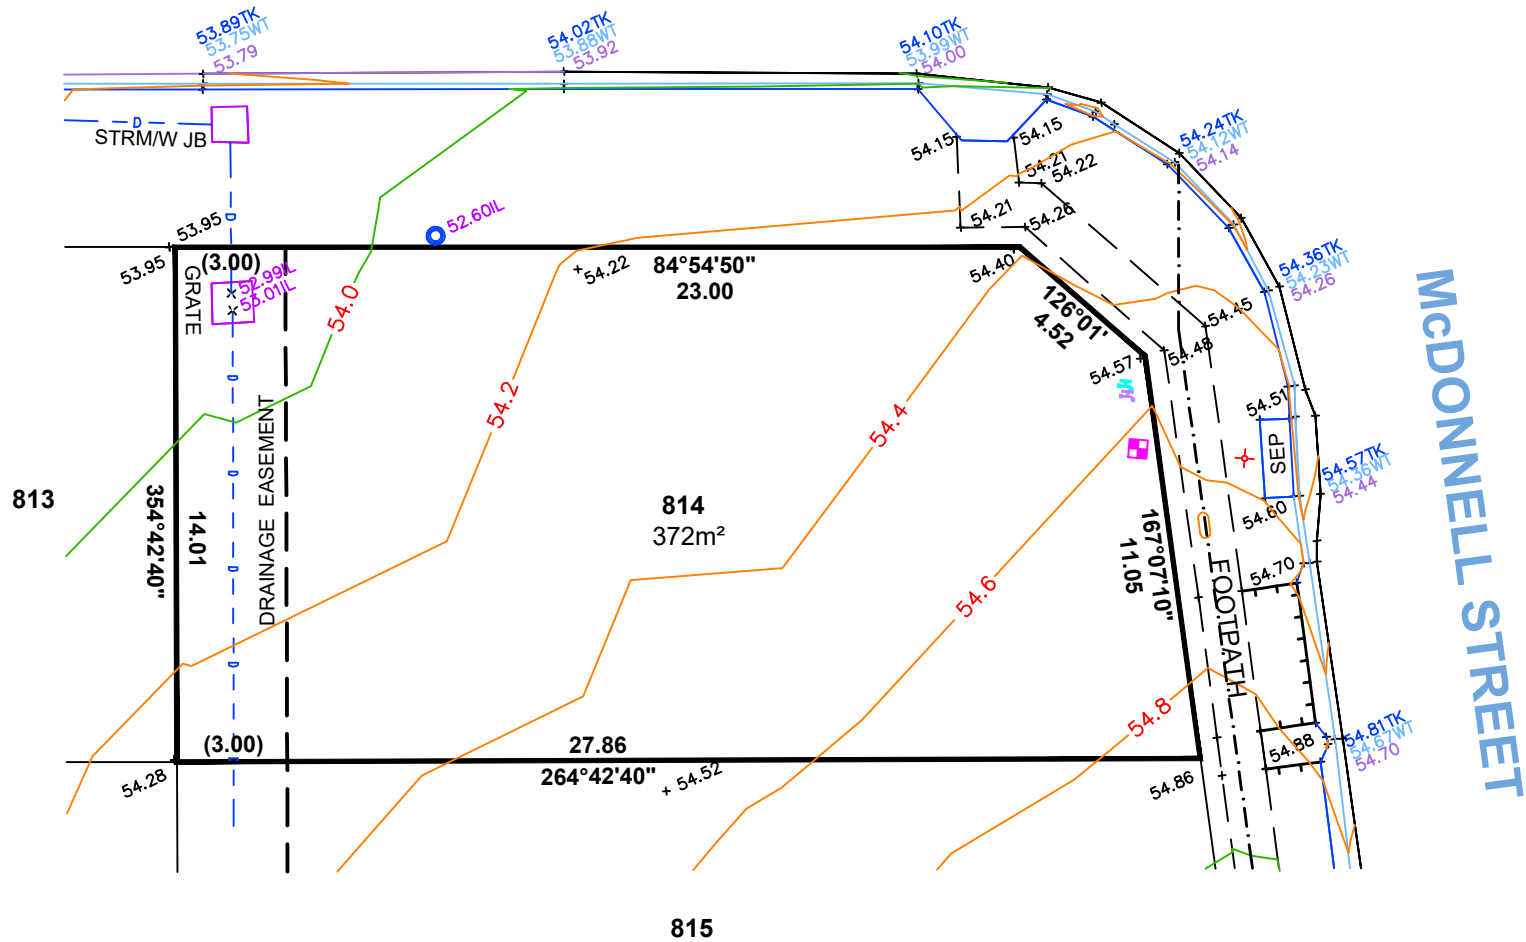 53.89TK
53.75WT
53.79
54.02TK
53.88WT
53.92
54.10TK
53.99WT
54.00
D
STRM/W JB
54.15
54.15
54.24TK
54.12WT
54.14
54.21
54.22
53.95
D
52.60IL
54.21
54.26
53.95
(3.00)
GRATE
52.99IL
53.01IL
54.22
84°54'50"
23.00
54.40
54.36TK
54.23WT
54.26
54.0
126°01'
4.52
54.45
54.48
54.57
McDONNELL STREET
D
54.2
54.4
54.51
SEP
54.57TK
54.36WT
54.44
DRAINAGE EASEMENT
D
813
354°42'40"
14.01
814
372m²
54.60
167°07'10"
11.05
FOOTPATH
54.70
54.6
D
54.8
(3.00)
27.86
264°42'40"
54.52
54.28
D
54.86
54.88
54.81TK
54.67WT
54.70
815